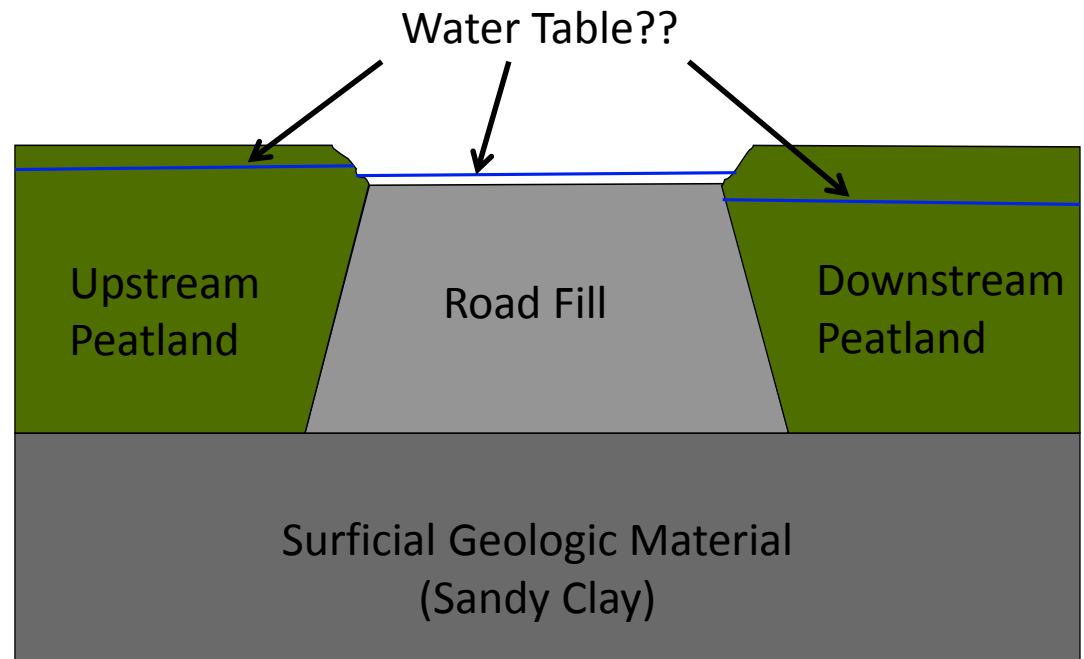 Water Table??
Upstream
Peatland
Road Fill
Downstream
Peatland
Surficial Geologic Material
(Sandy Clay)